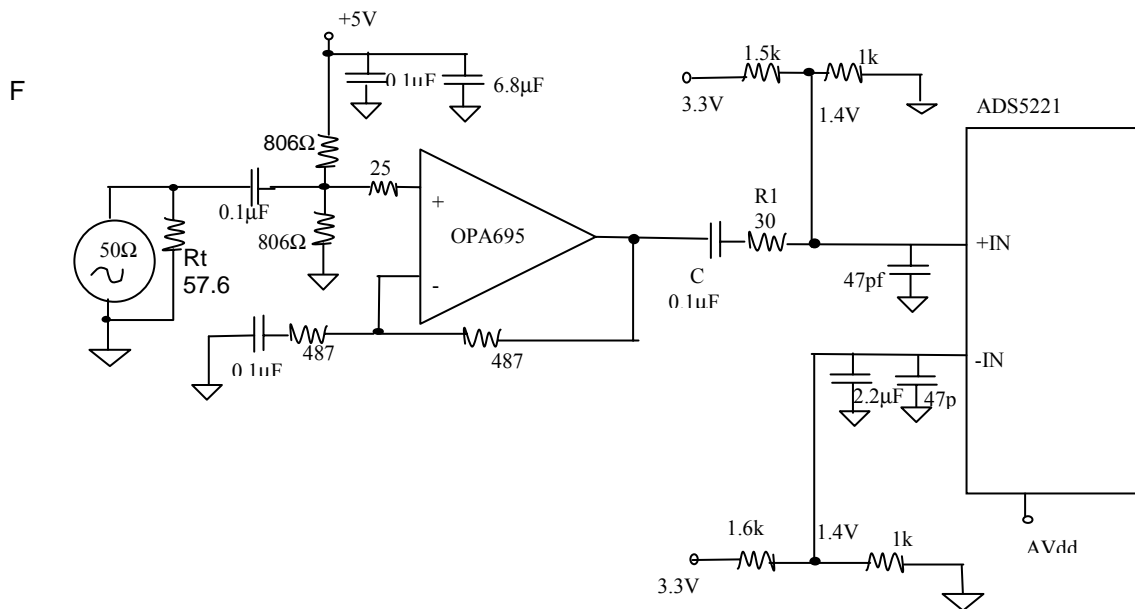 +5V
F
0.1μF
6.8μF
806Ω
25
0.1μF
806Ω
50Ω
Rt
57.6
+
OPA695
-
0.1μF
487
487
C
0.1μF
R1
30
1.5k
1k
3.3V
1.4V
ADS5221
+IN
47pf
-IN
2.2μF
47p
1.6k
1.4V
1k
3.3V
AVdd